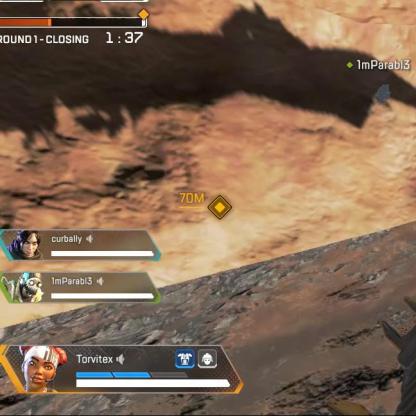 ROUND 1 - CLOSING 1:37
1mParabl3
70M
curbally
1mParabl3
Torvitex